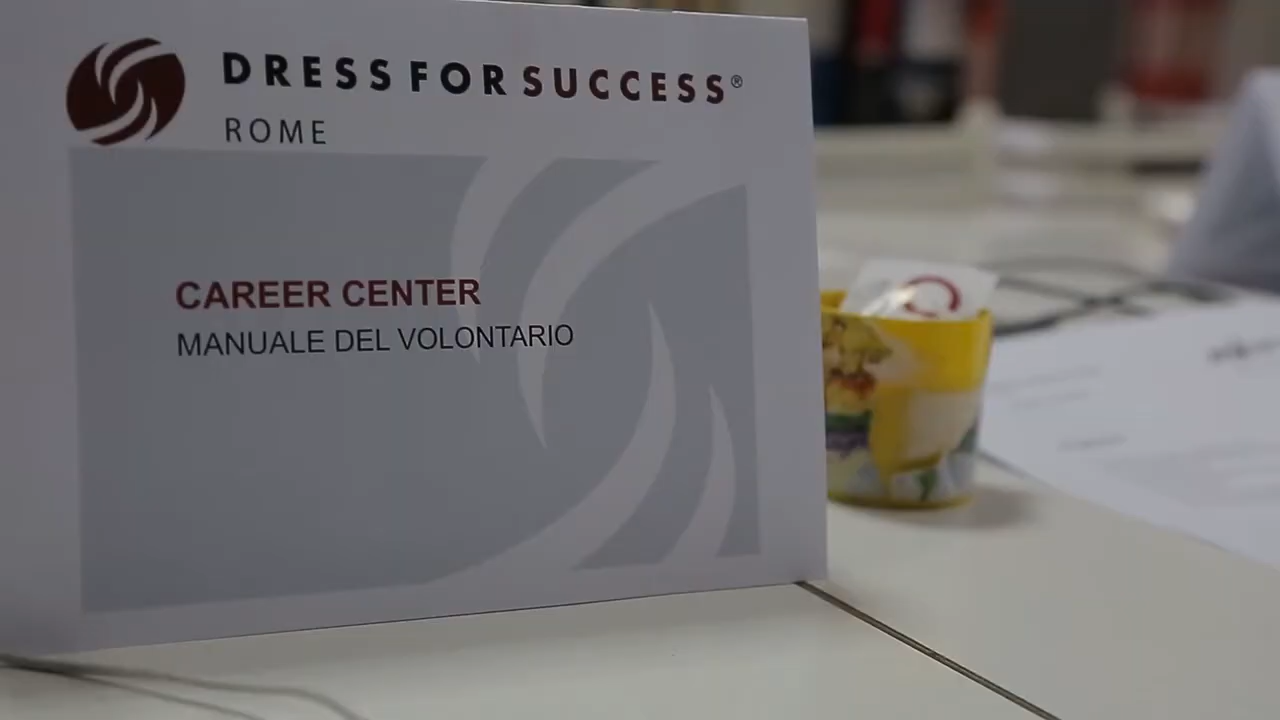 DRESS FOR SUCCESS®
ROME
CAREER CENTER
MANUALE DEL VOLONTARIO